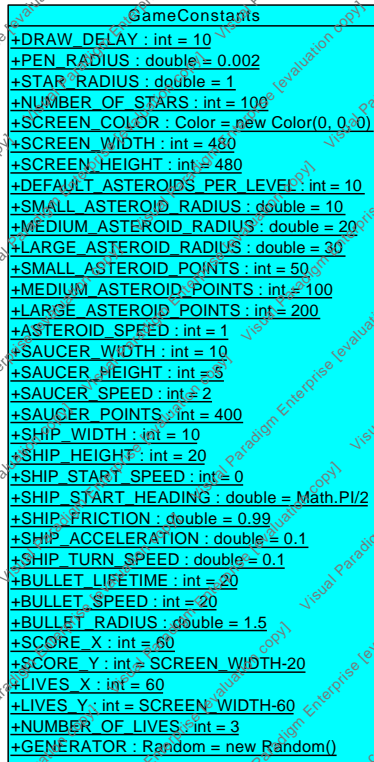 GameConstants
+DRAW_DELAY : int = 10
+PEN_RADIUS : double = 0.002
+STAR_RADIUS : double = 1
+NUMBER_OF_STARS : int = 100
+SCREEN_COLOR : Color = new Color(0, 0, 0)
+SCREEN_WIDTH : int = 480
+SCREEN_HEIGHT : int = 480
+DEFAULT_ASTEROIDS_PER_LEVEL : int = 10
+SMALL_ASTEROID_RADIUS : double = 10
+MEDIUM_ASTEROID_RADIUS : double = 20
+LARGE_ASTEROID_RADIUS : double = 30
+SMALL_ASTEROID_POINTS : int = 50
+MEDIUM_ASTEROID_POINTS : int = 100
+LARGE_ASTEROID_POINTS : int = 200
+ASTEROID_SPEED : int = 1
+SAUCER_WIDTH : int = 10
+SAUCER_HEIGHT : int = 5
+SAUCER_SPEED : int = 2
+SAUCER_POINTS : int = 400
+SHIP_WIDTH : int = 10
+SHIP_HEIGHT : int = 20
+SHIP_START_SPEED : int = 0
+SHIP_START_HEADING : double = Math.PI/2
+SHIP_FRICTION : double = 0.99
+SHIP_ACCELERATION : double = 0.1
+SHIP_TURN_SPEED : double = 0.1
+BULLET_LIFETIME : int = 20
+BULLET_SPEED : int = 20
+BULLET_RADIUS : double = 1.5
+SCORE_X : int = 60
+SCORE_Y : int = SCREEN_WIDTH-20
+LIVES_X : int = 60
+LIVES_Y : int = SCREEN_WIDTH-60
+NUMBER_OF_LIVES : int = 3
+GENERATOR : Random = new Random()
Visual Paradigm Enterprise [evaluation copy]